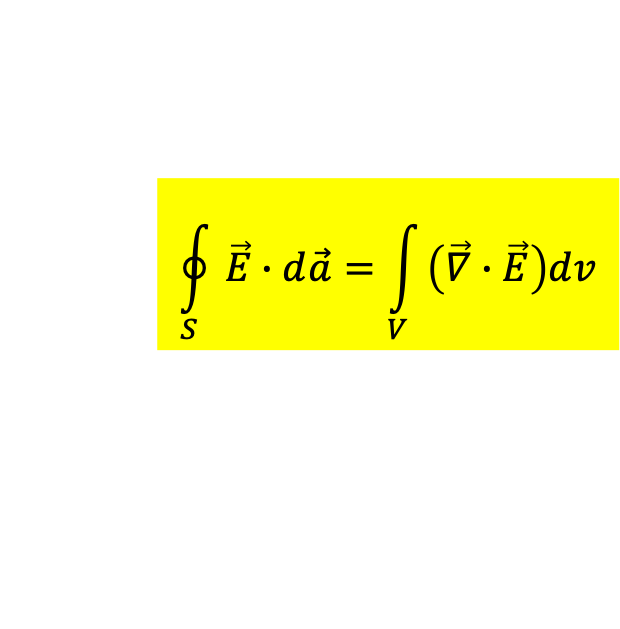 ∮_S E⃗ · da⃗ = ∫_V (∇⃗ · E⃗)dv